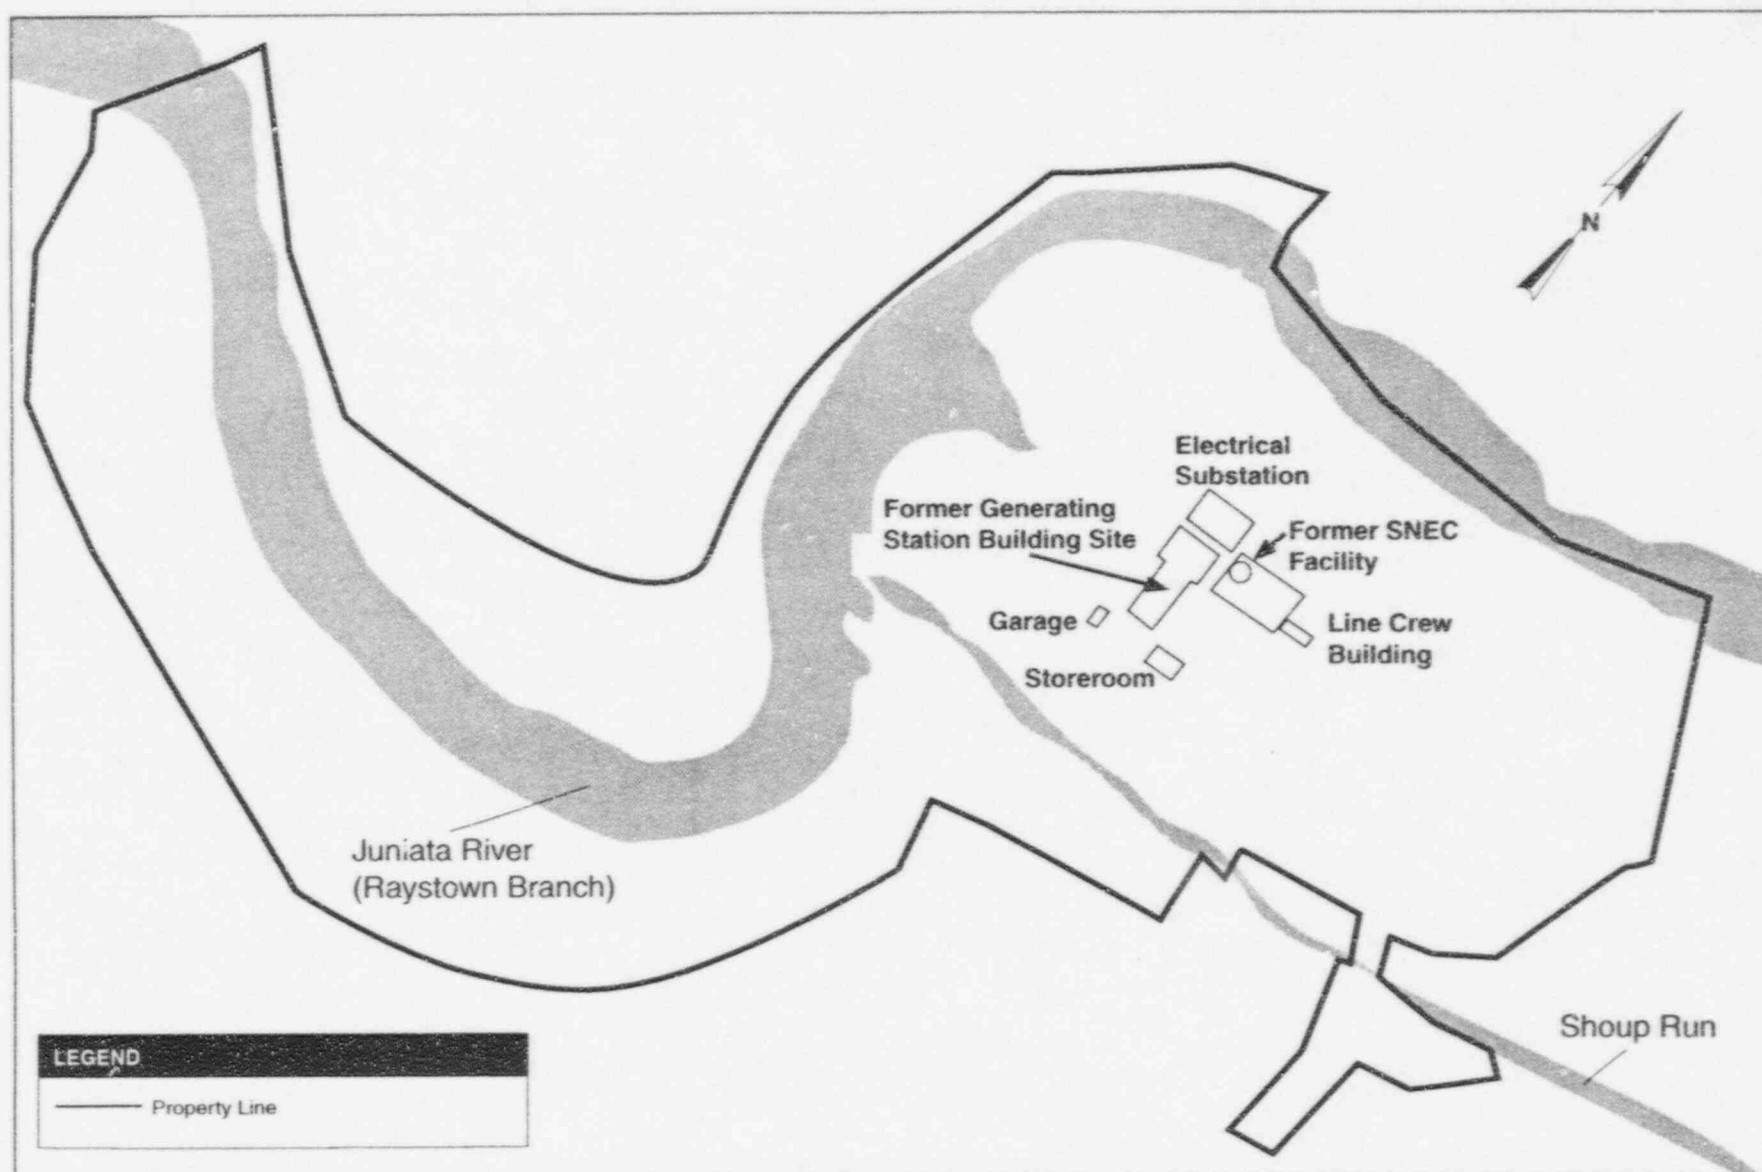 N
Electrical
Substation
Former Generating
Station Building Site
Former SNEC
Facility
Garage
Line Crew
Building
Storeroom
Juniata River
(Raystown Branch)
Shoup Run
LEGEND
Property Line